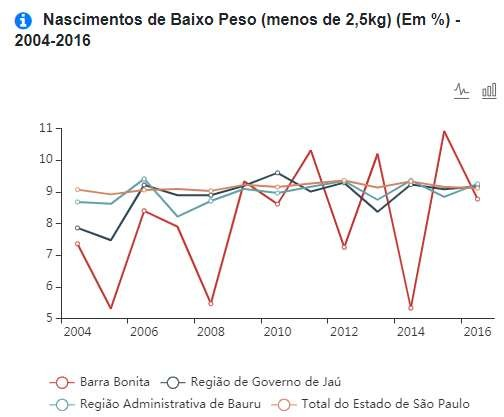 Nascimentos de Baixo Peso (menos de 2,5kg) (Em %) -
2004-2016
11
10
9
8
7
6
5
2004 2006 2008 2010 2012 2014 2016
Barra Bonita Região de Governo de Jaú
Região Administrativa de Bauru Total do Estado de São Paulo